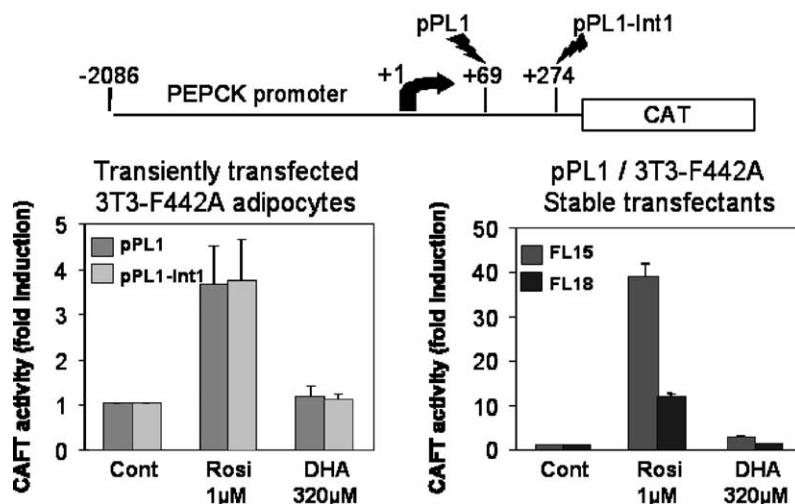 pPL1 pPL1-Int1
-2086 +1 +69 +274
PEPCK promoter
CAT
Transiently transfected
3T3-F442A adipocytes
CAFT activity (fold induction)
5
4
3
2
1
0
pPL1
pPL1-Int1
Cont Rosi DHA
1µM 320µM
pPL1 / 3T3-F442A
Stable transfectants
CAFT activity (fold induction)
50
40
30
20
10
0
FL15
FL18
Cont Rosi DHA
1µM 320µM